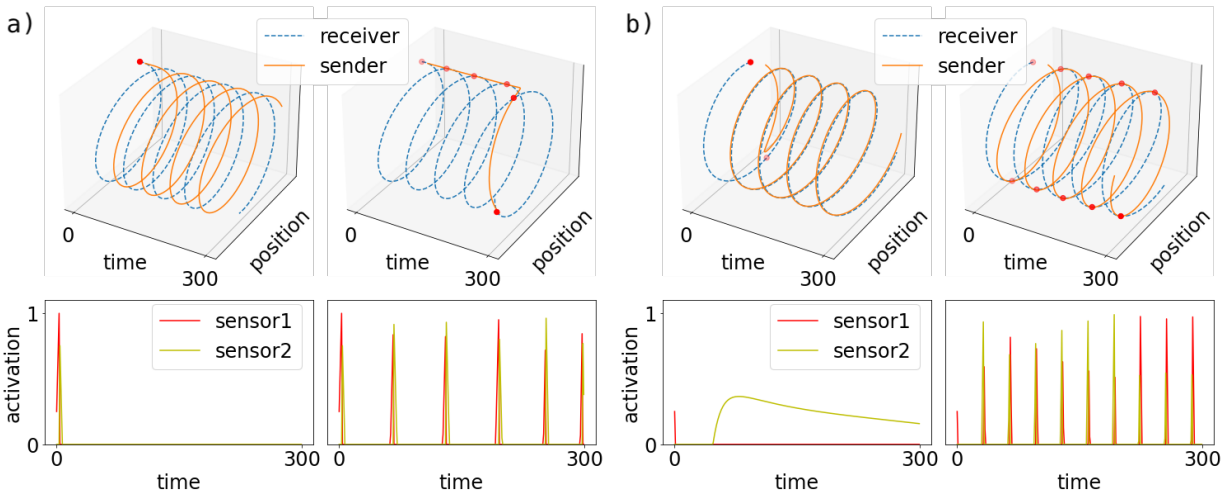 a)
receiver
sender
0
time
300
position
0
time
300
position
b)
receiver
sender
0
time
300
position
0
time
300
position
activation
1
0
sensor1
sensor2
0
300
time
0
300
time
activation
1
0
sensor1
sensor2
0
300
time
0
300
time